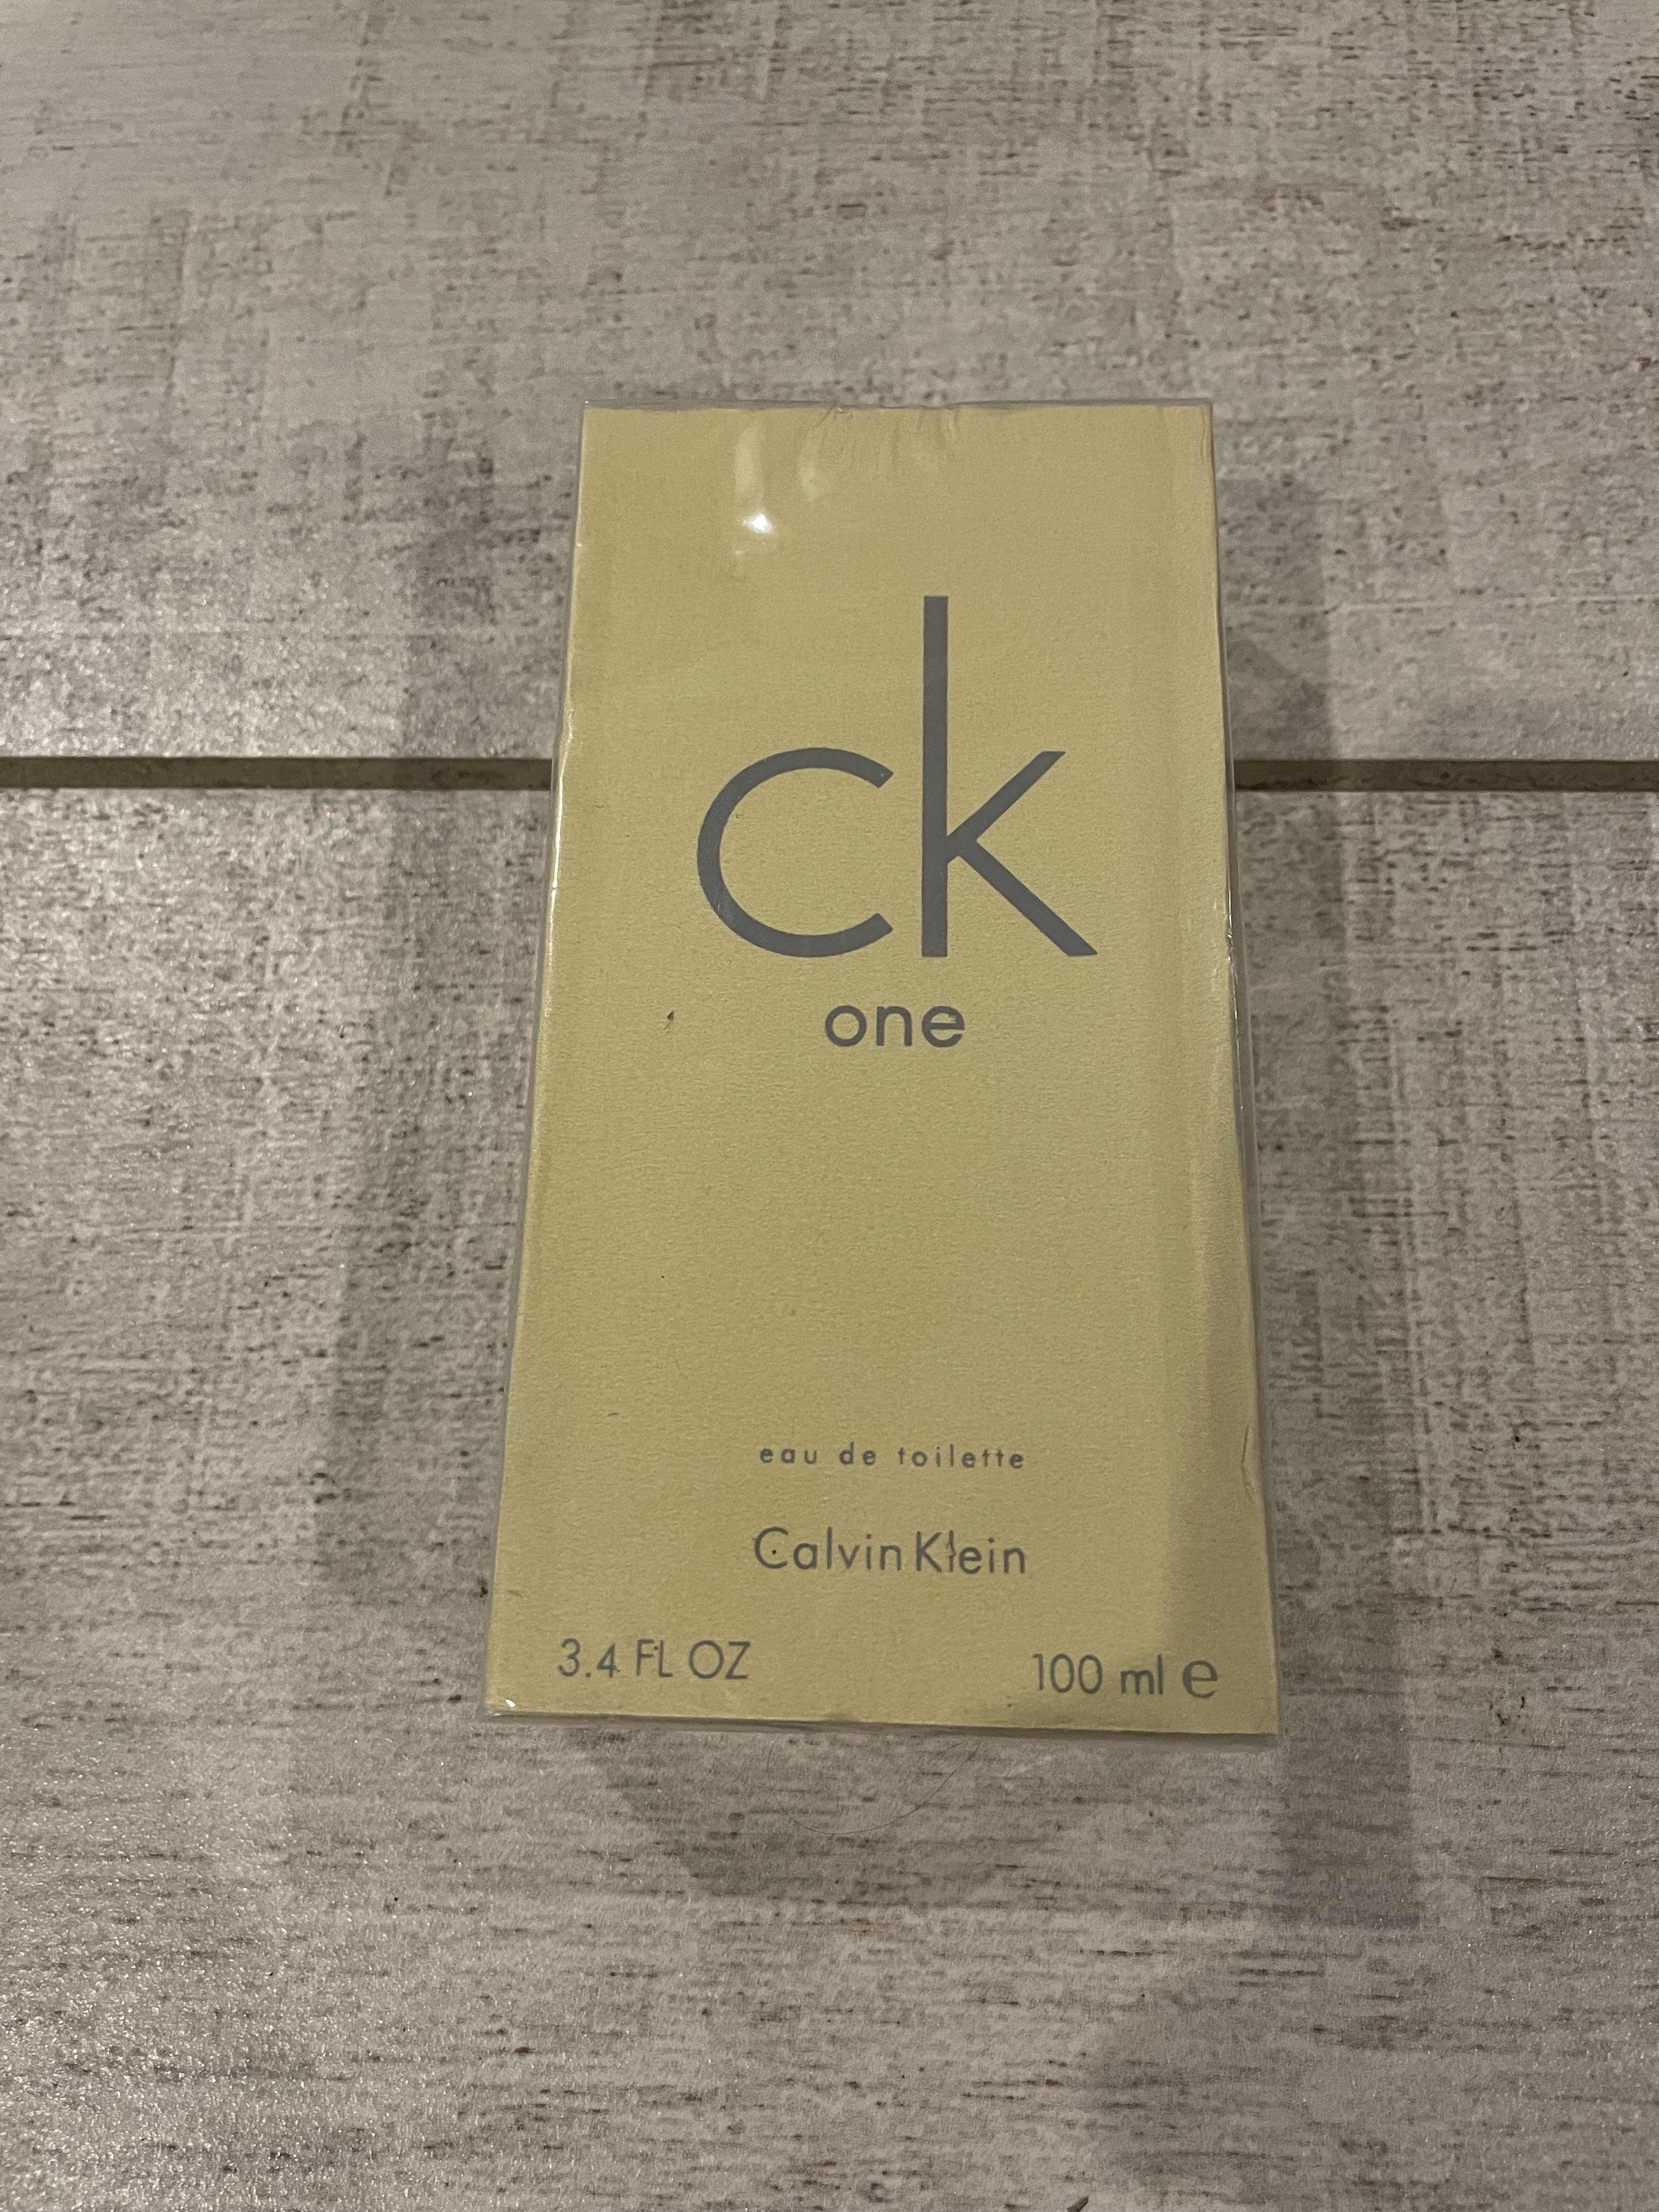 ck
one
eau de toilette
Calvin Klein
3.4 FL OZ 100 ml e